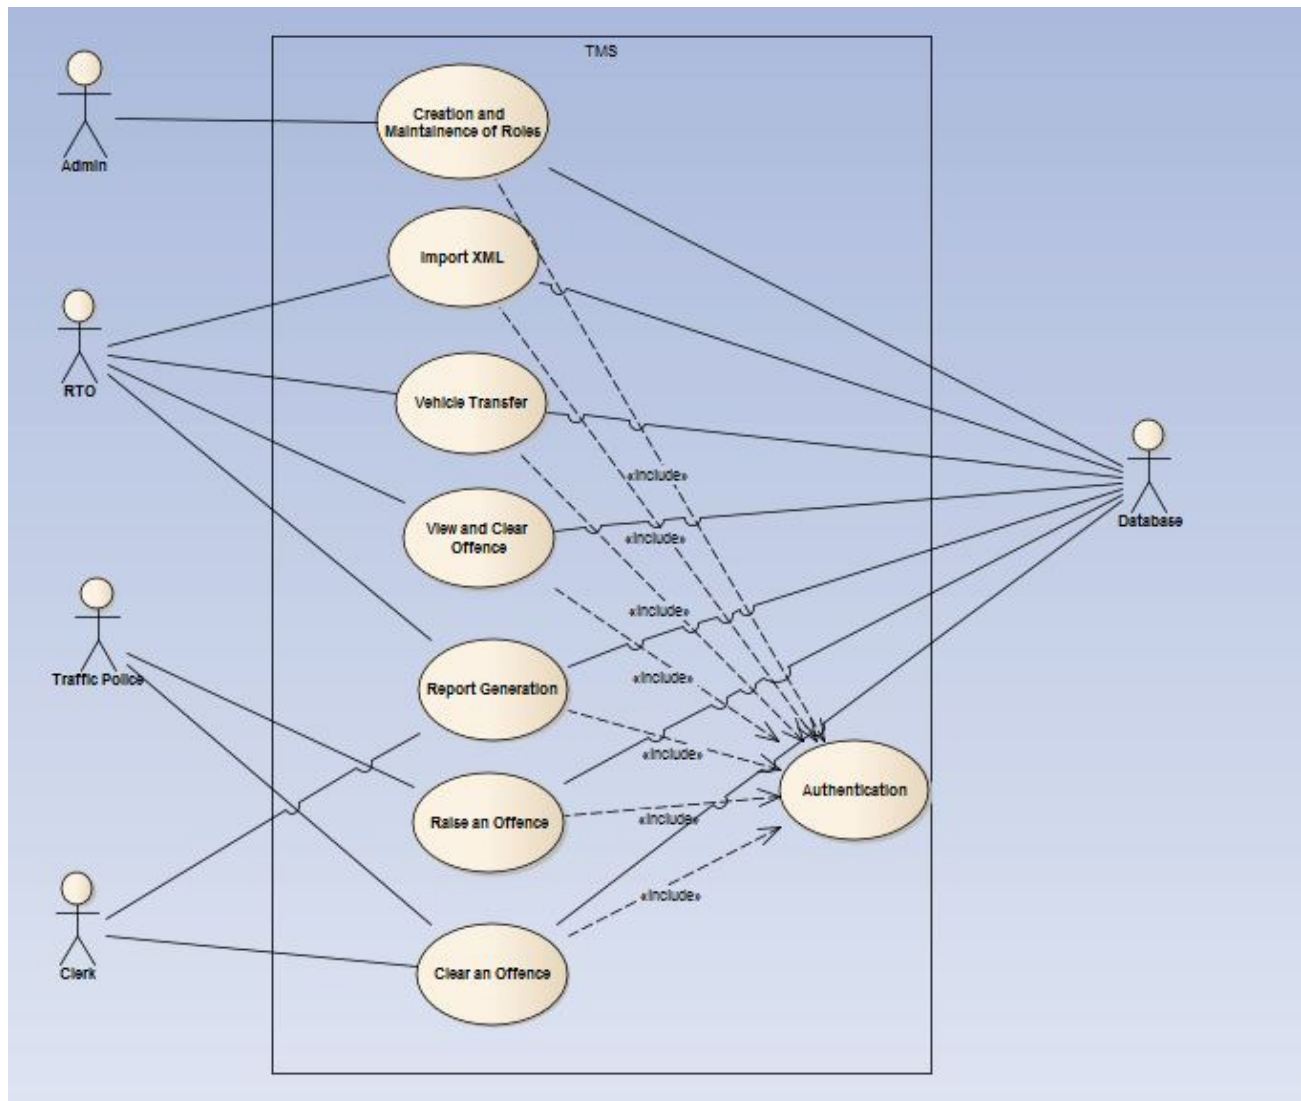 TMS
Creation and
Maintainence of Roles
Admin
Import XML
RTO
Vehicle Transfer
«include»
View and Clear
Offence
«include»
Database
«include»
Traffic Police
Report Generation
«include»
«include»
Authentication
Raise an Offence
«include»
«include»
Clerk
Clear an Offence